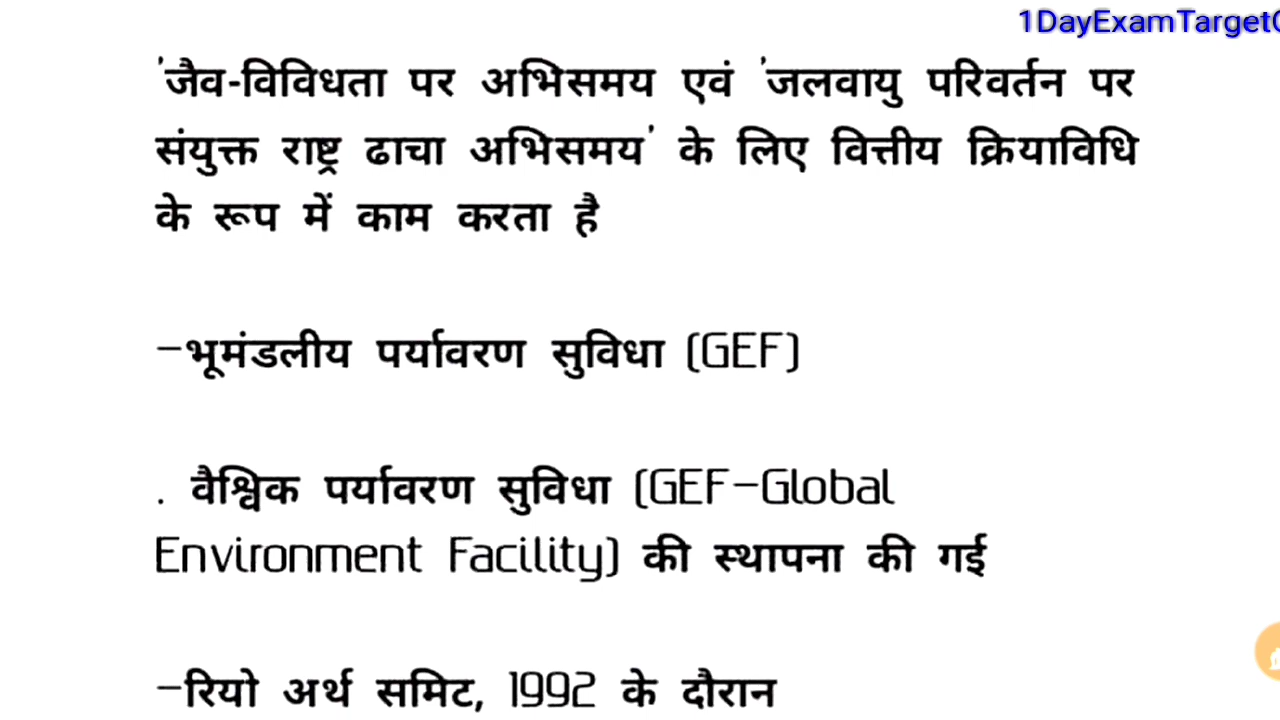 1DayExamTarget
'जैव-विविधता पर अभिसमय एवं 'जलवायु परिवर्तन पर
संयुक्त राष्ट्र ढाचा अभिसमय' के लिए वित्तीय क्रियाविधि
के रूप में काम करता है
-भूमंडलीय पर्यावरण सुविधा (GEF)
. वैश्विक पर्यावरण सुविधा (GEF-Global
Environment Facility) की स्थापना की गई
-रियो अर्थ समिट, 1992 के दौरान